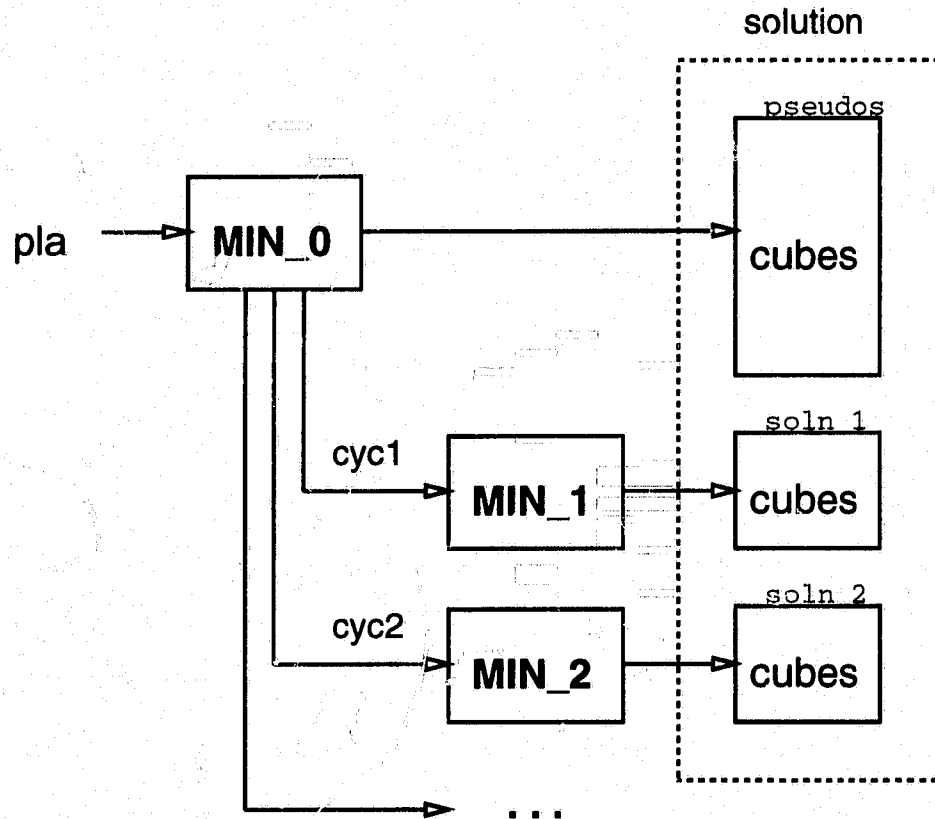 solution
pseudos
pla
MIN_0
cubes
soln 1
cyc1
MIN_1
cubes
soln 2
cyc2
MIN_2
cubes
...